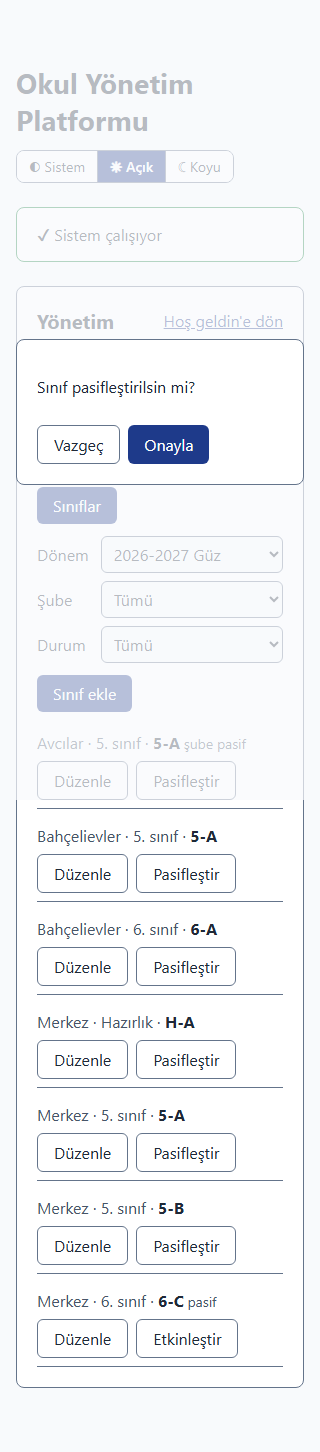 Okul Yönetim
Platformu
Sistem Açık Koyu
✓ Sistem çalışıyor
Yönetim Hoş geldin'e dön
Sınıf pasifleştirilsin mi?
Vazgeç Onayla
Sınıflar
Dönem 2026-2027 Güz
Şube Tümü
Durum Tümü
Sınıf ekle
Avcılar · 5. sınıf · 5-A şube pasif
Düzenle Pasifleştir
Bahçelievler · 5. sınıf · 5-A
Düzenle Pasifleştir
Bahçelievler · 6. sınıf · 6-A
Düzenle Pasifleştir
Merkez · Hazırlık · H-A
Düzenle Pasifleştir
Merkez · 5. sınıf · 5-A
Düzenle Pasifleştir
Merkez · 5. sınıf · 5-B
Düzenle Pasifleştir
Merkez · 6. sınıf · 6-C pasif
Düzenle Etkinleştir